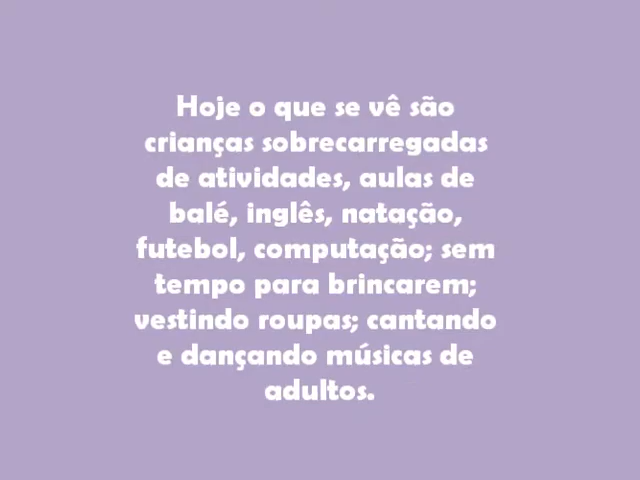 Hoje o que se vê são
crianças sobrecarregadas
de atividades, aulas de
balé, inglês, natação,
futebol, computação; sem
tempo para brincarem;
vestindo roupas; cantando
e dançando músicas de
adultos.